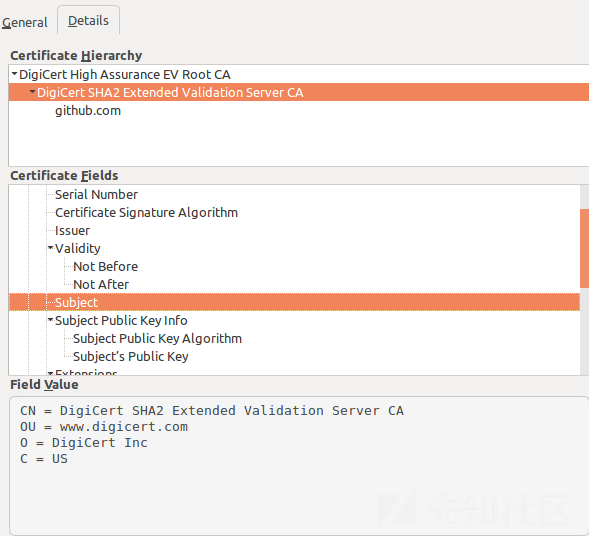 General
Details
Certificate Hierarchy
DigiCert High Assurance EV Root CA
DigiCert SHA2 Extended Validation Server CA
github.com
Certificate Fields
Serial Number
Certificate Signature Algorithm
Issuer
Validity
Not Before
Not After
Subject
Subject Public Key Info
Subject Public Key Algorithm
Subject's Public Key
Extensions
Field Value
CN = DigiCert SHA2 Extended Validation Server CA
OU = www.digicert.com
O = DigiCert Inc
C = US
先知社区